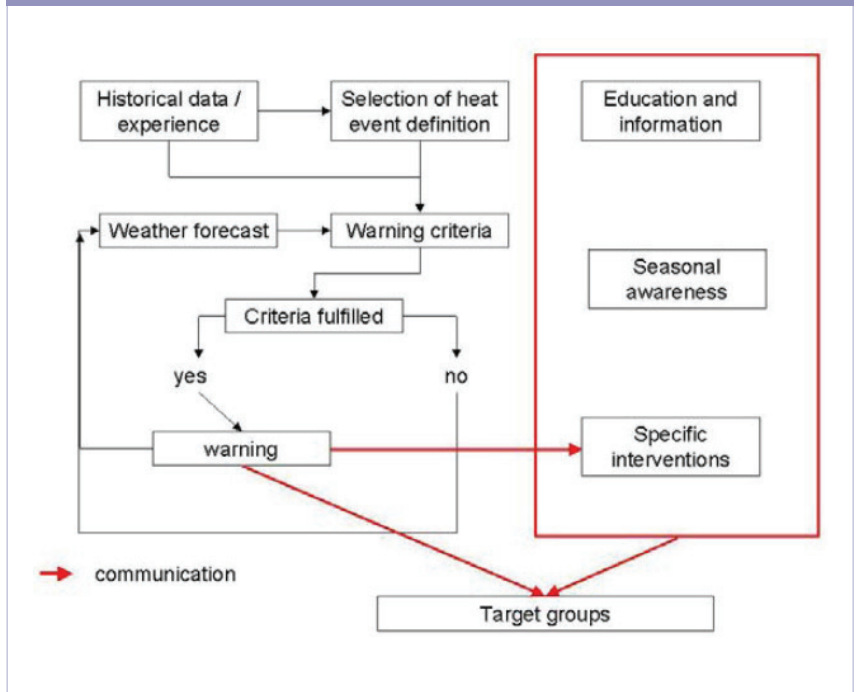 Historical data /
experience
Selection of heat
event definition
Education and
information
Weather forecast
Warning criteria
Seasonal
awareness
Criteria fulfilled
yes
no
warning
Specific
interventions
communication
Target groups